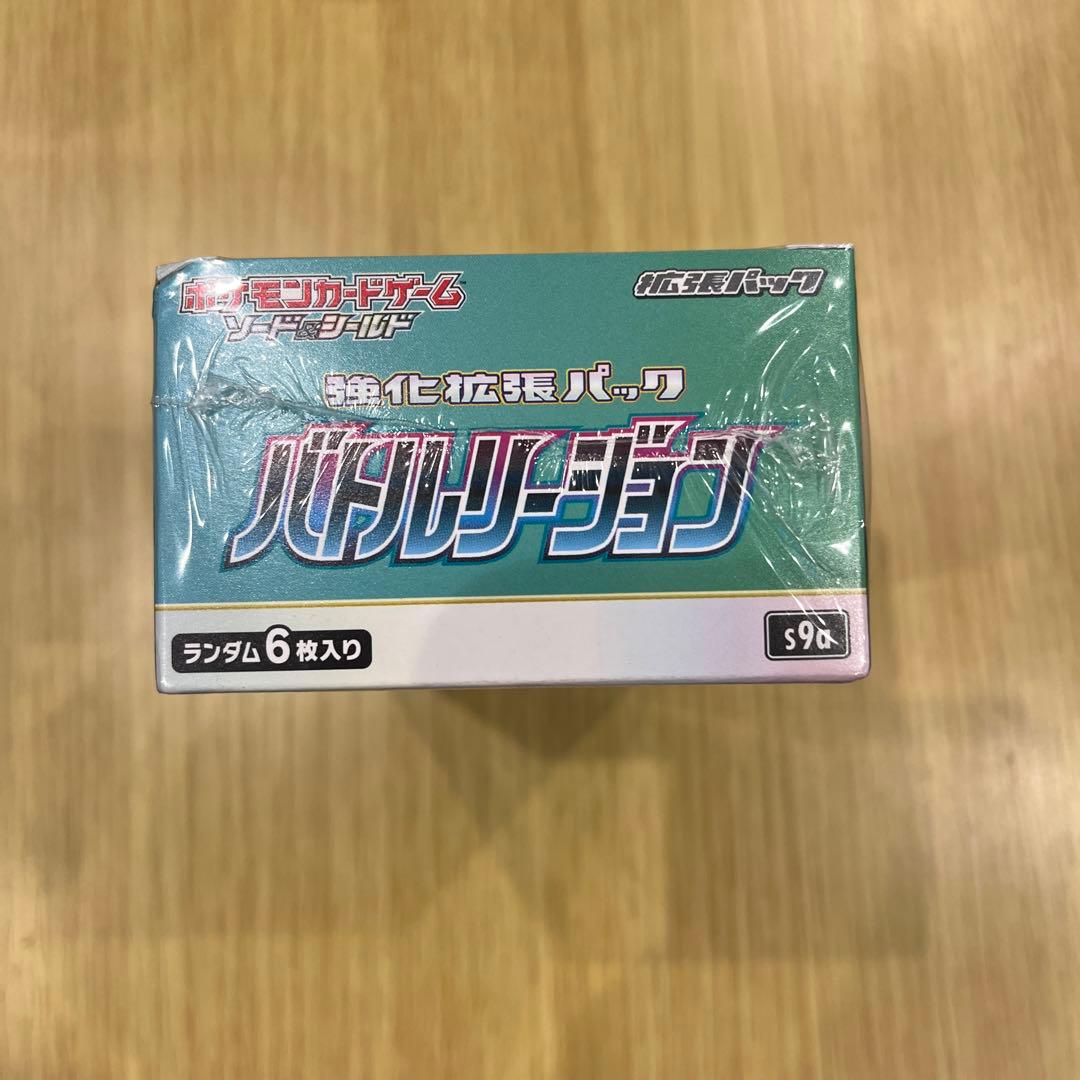 ポケモンカードゲーム
ソード&シールド
拡張パック
強化拡張パック
バトルリージョン
ランダム6枚入り
s9a